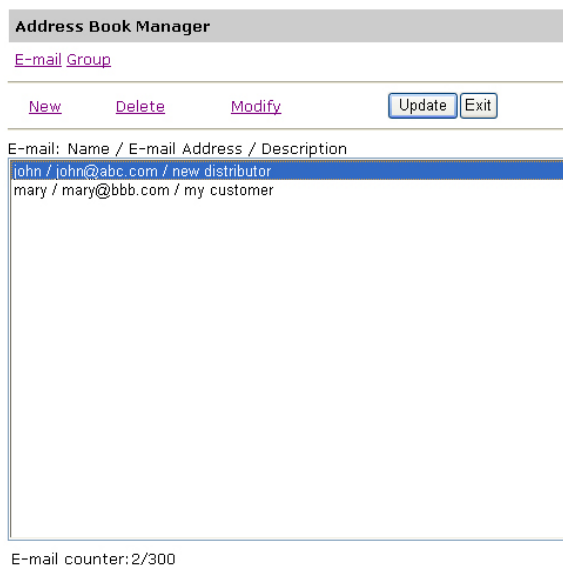 Address Book Manager
E-mail Group
New Delete Modify Update Exit
E-mail: Name / E-mail Address / Description
john / john@abc.com / new distributor
mary / mary@bbb.com / my customer
E-mail counter:2/300